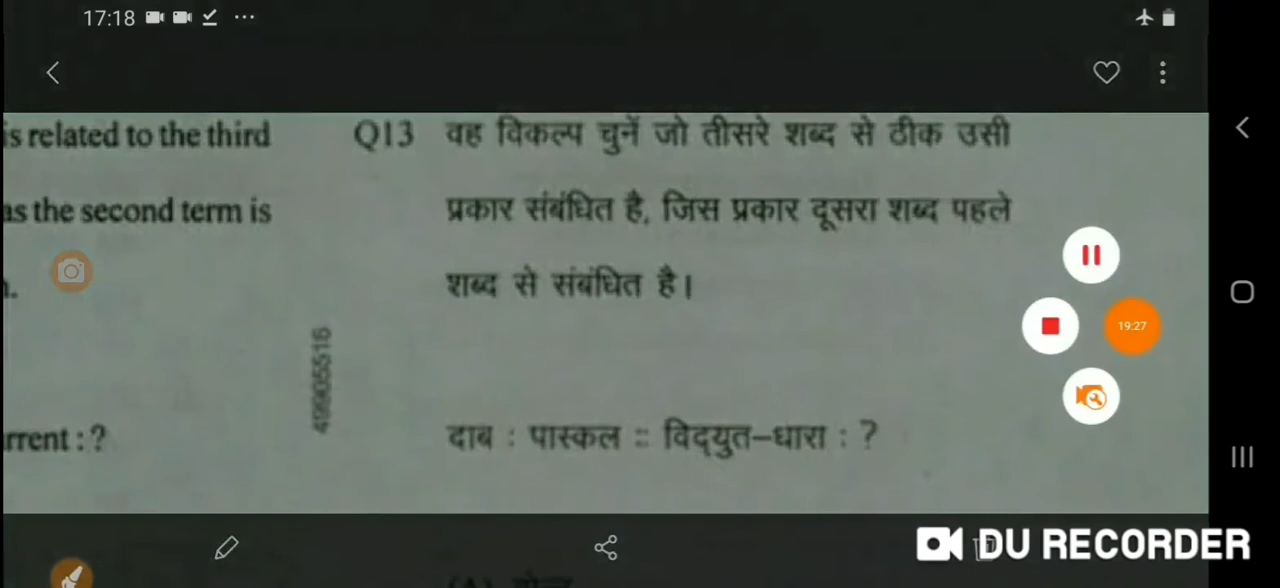 17:18
is related to the third
as the second term is
rrent : ?
49905516
Q13 वह विकल्प चुनें जो तीसरे शब्द से ठीक उसी
प्रकार संबंधित है, जिस प्रकार दूसरा शब्द पहले
शब्द से संबंधित है।
दाब : पास्कल :: विद्युत–धारा : ?
19:27
DU RECORDER